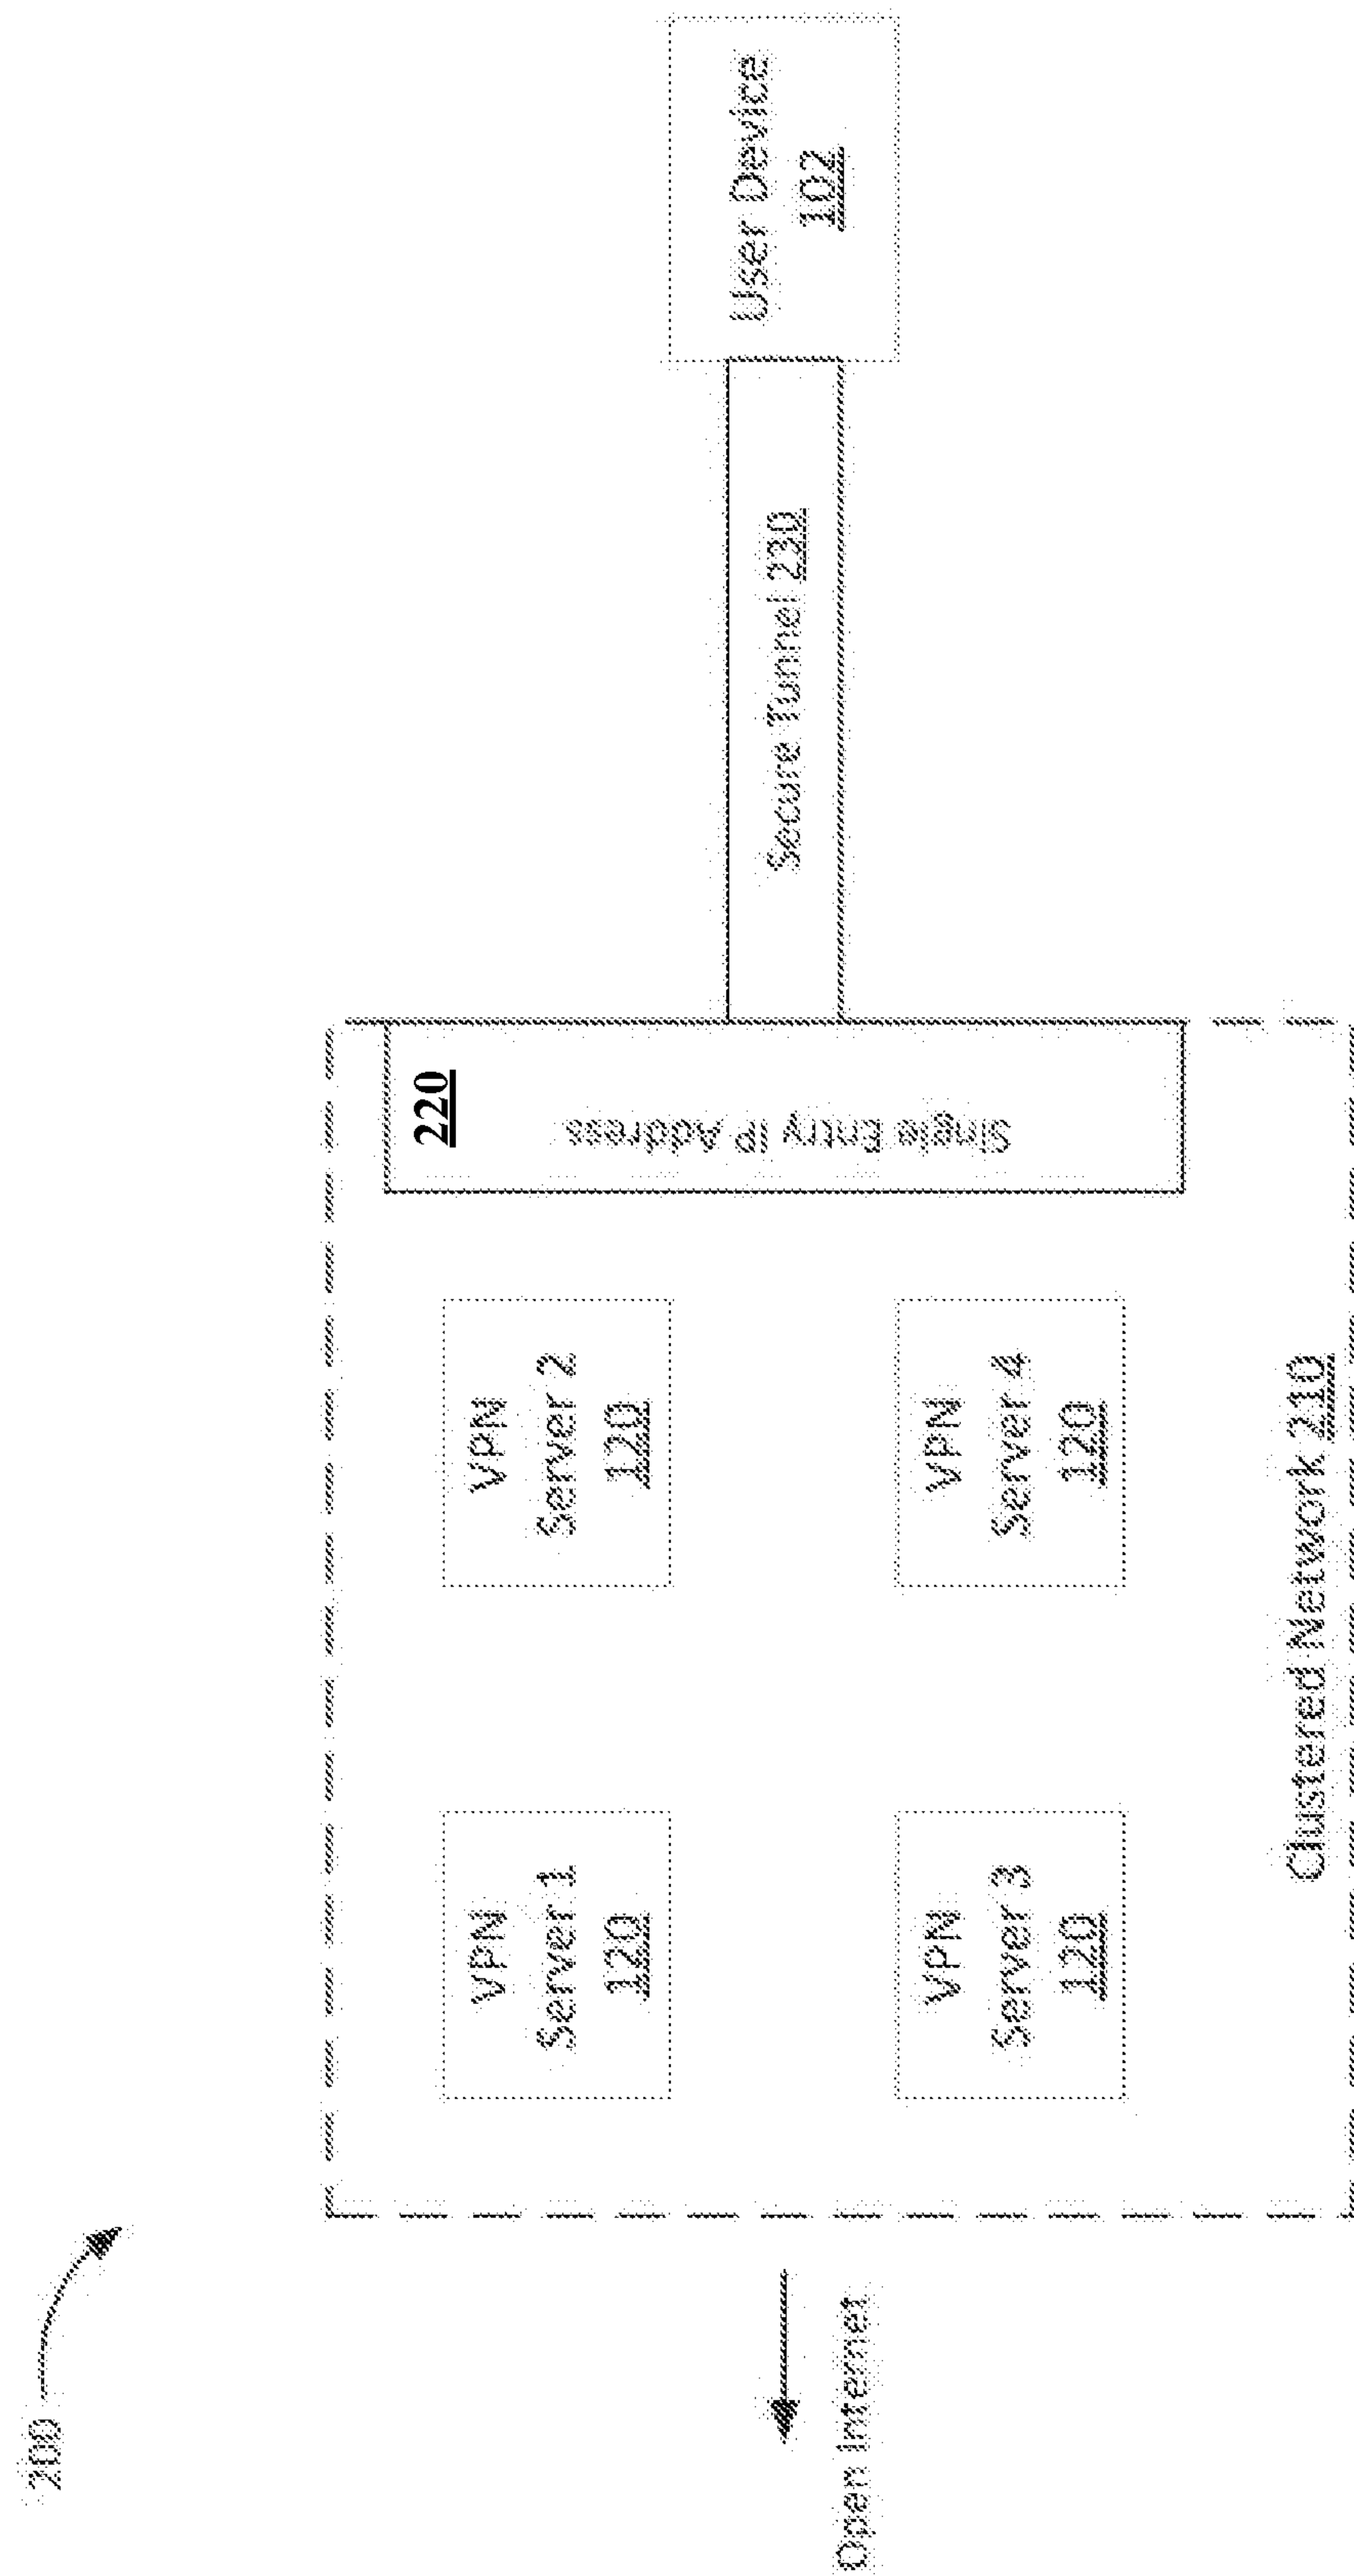 200
Open Internet
VPN
Server 1
120
VPN
Server 2
120
VPN
Server 3
120
VPN
Server 4
120
Clustered Network 210
220
Single Entry IP Address
Secure Tunnel 230
User Device
102